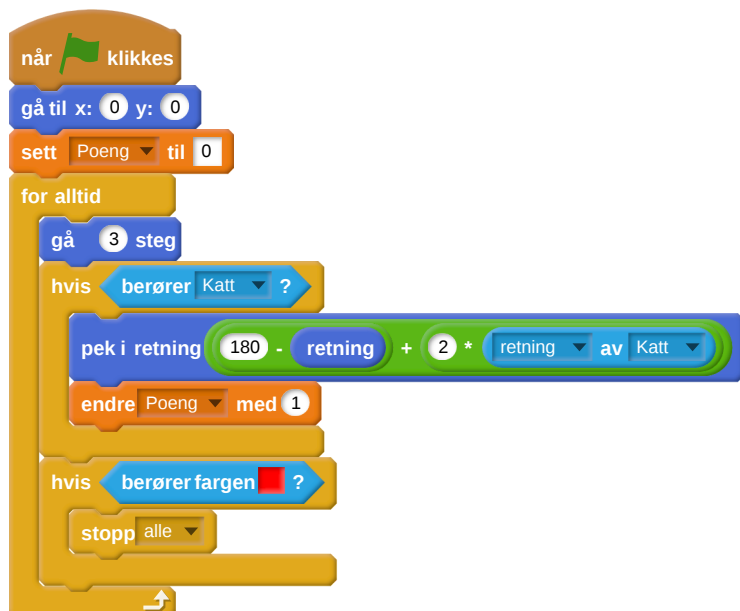 når klikkes
gå til x: 0 y: 0
sett Poeng til 0
for alltid
gå 3 steg
hvis berører Katt ?
pek i retning 180 - retning + 2 * retning av Katt
endre Poeng med 1
hvis berører fargen ?
stopp alle